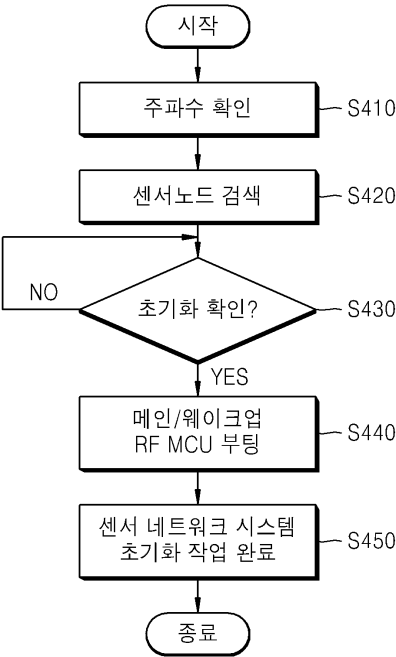 시작
주파수 확인
S410
센서노드 검색
S420
NO
초기화 확인?
S430
YES
메인/웨이크업
RF MCU 부팅
S440
센서 네트워크 시스템
초기화 작업 완료
S450
종료